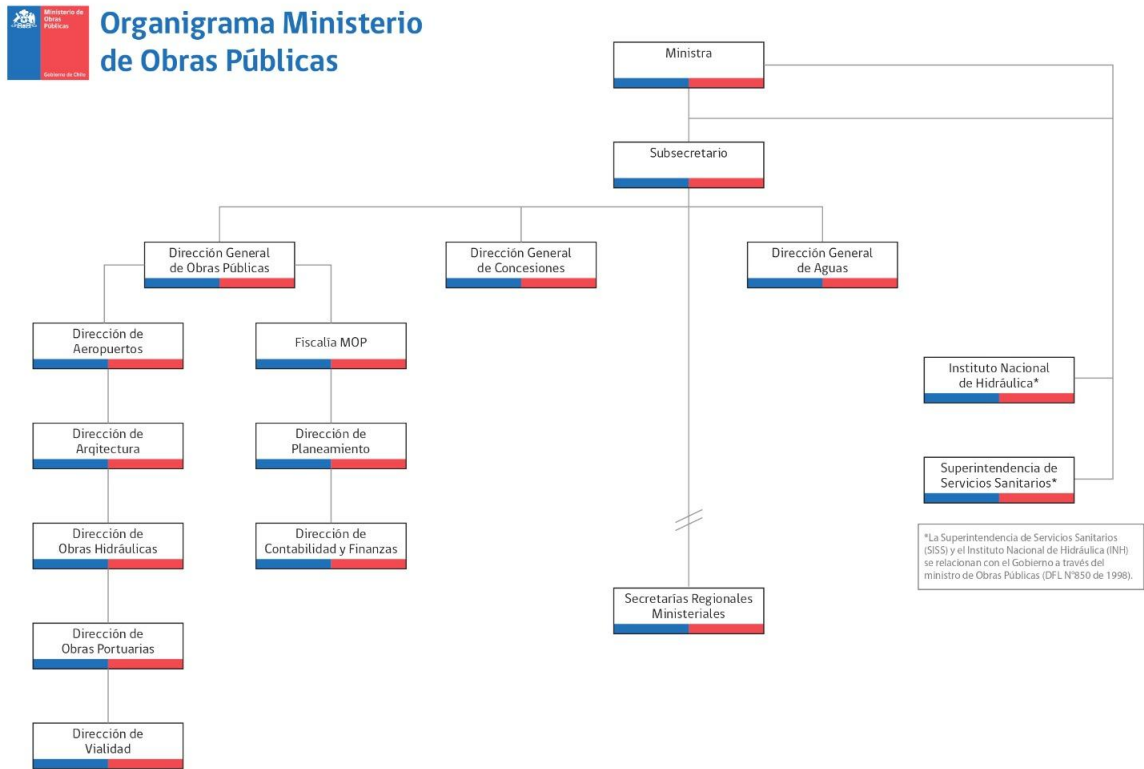 Ministerio de
Obras
Públicas
Gobierno de Chile
Organigrama Ministerio
de Obras Públicas
Ministra
Subsecretario
Dirección General
de Obras Públicas
Dirección General
de Concesiones
Dirección General
de Aguas
Dirección de
Aeropuertos
Fiscalía MOP
Instituto Nacional
de Hidráulica*
Dirección de
Arqitectura
Dirección de
Planeamiento
Superintendencia de
Servicios Sanitarios*
Dirección de
Obras Hidráulicas
Dirección de
Contabilidad y Finanzas
*La Superintendencia de Servicios Sanitarios
(SISS) y el Instituto Nacional de Hidráulica (INH)
se relacionan con el Gobierno a través del
ministro de Obras Públicas (DFL N°850 de 1998).
Secretarías Regionales
Ministeriales
Dirección de
Obras Portuarias
Dirección de
Vialidad